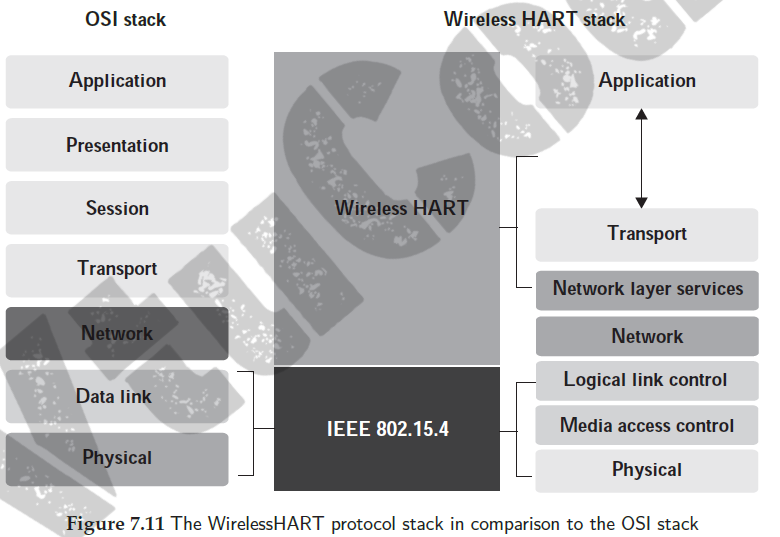 OSI stack
Wireless HART stack
Application
Presentation
Session
Transport
Network
Data link
Physical
Wireless HART
IEEE 802.15.4
Application
Transport
Network layer services
Network
Logical link control
Media access control
Physical
Figure 7.11 The WirelessHART protocol stack in comparison to the OSI stack